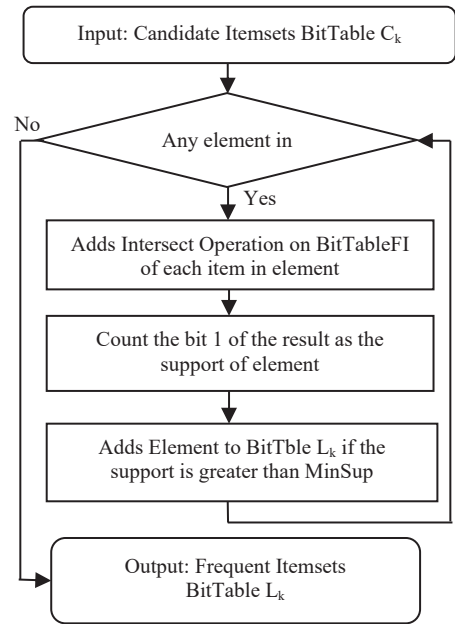 Input: Candidate Itemsets BitTable Ck
No
Any element in
Yes
Adds Intersect Operation on BitTableFI
of each item in element
Count the bit 1 of the result as the
support of element
Adds Element to BitTble Lk if the
support is greater than MinSup
Output: Frequent Itemsets
BitTable Lk